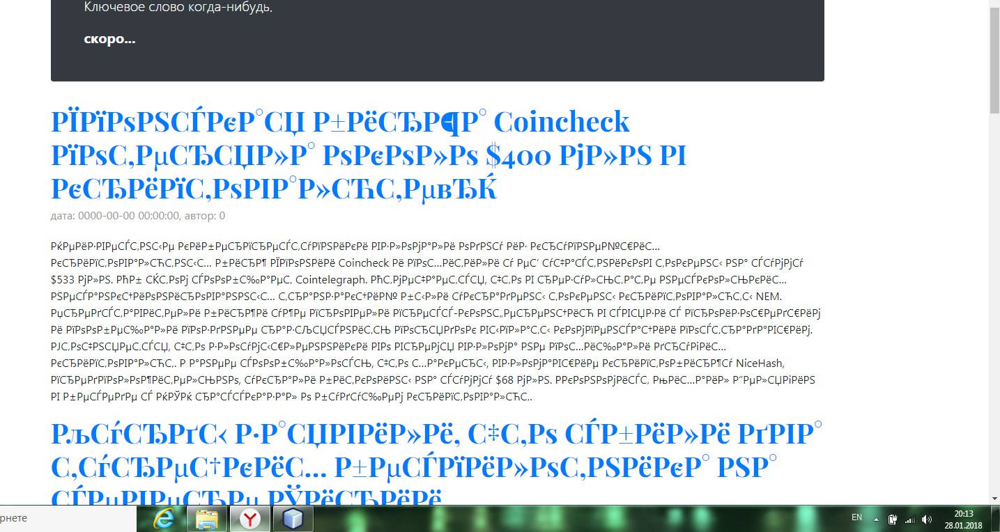 Ключевое слово когда-нибудь.
скоро...
РЇРїРѕРЅСЃРєР°СЏ Р±РёСЂР¶Р° Coincheck
РїРѕС‚РµСЂСЏР»Р° РѕРєРѕР»Рѕ $400 РјР»РЅ РІ
РєСЂРёРїС‚РѕРІР°Р»СЋС‚РµвЂЌ
дата: 0000-00-00 00:00:00, автор: 0
РќРµРёР·РІРµСЃС‚РЅС‹Рµ РєРёР±РµСЂРїСЂРµСЃС‚СѓРїРЅРёРєРё РІР·Р»РѕРјР°Р»Рё РѕРґРЅСѓ РёР· РєСЂСѓРїРЅРµР№С€РёС…
РєСЂРёРїС‚РѕРІР°Р»СЋС‚РЅС‹С… Р±РёСЂР¶ РЇРїРѕРЅРёРё Coincheck Рё РїРѕС…РёС‚РёР»Рё Сѓ РµС‘ СѓС‡Р°СЃС‚РЅРёРєРѕРІ С‚РѕРєРµРЅС‹ РЅР° СЃСѓРјРјСѓ
$533 РјР»РЅ. РћР± СЌС‚РѕРј СЃРѕРѕР±С‰Р°РµС‚ Cointelegraph. РћС‚РјРµС‡Р°РµС‚СЃСЏ, С‡С‚Рѕ РІ СЂРµР·СѓР»СЊС‚Р°С‚Рµ РЅРµСЃРєРѕР»СЊРєРёС…
РЅРµСЃР°РЅРєС†РёРѕРЅРёСЂРѕРІР°РЅРЅС‹С… С‚СЂР°РЅР·Р°РєС†РёР№ Р±С‹Р»Рё СѓРєСЂР°РґРµРЅС‹ С‚РѕРєРµРЅС‹ РєСЂРёРїС‚РѕРІР°Р»СЋС‚С‹ NEM.
РџСЂРµРґСЃС‚Р°РІРёС‚РµР»Рё Р±РёСЂР¶Рё СѓР¶Рµ РїСЂРѕРІРµР»Рё РїСЂРµСЃСЃ-РєРѕРЅС„РµСЂРµРЅС†РёСЋ РІ СЃРІСЏР·Рё СЃ РїСЂРѕРёР·РѕС€РµРґС€РёРј
Рё РїРѕРѕР±РµС‰Р°Р»Рё РїРѕР·РґРЅРµРµ СЂР°Р·СЉСЏСЃРЅРёС‚СЊ РїРѕСЂСЏРґРѕРє РІС‹РїР»Р°С‚С‹ РєРѕРјРїРµРЅСЃР°С†РёРё РїРѕСЃС‚СЂР°РґР°РІС€РёРј.
РЈС‚РѕС‡РЅСЏРµС‚СЃСЏ, С‡С‚Рѕ Р·Р»РѕСѓРјС‹С€Р»РµРЅРЅРёРєРё РІРѕ РІСЂРµРјСЏ РІР·Р»РѕРјР° РЅРµ РїРѕС…РёС‰Р°Р»Рё РґСЂСѓРіРёС…
РєСЂРёРїС‚РѕРІР°Р»СЋС‚. Р Р°РЅРµРµ СЃРѕРѕР±С‰Р°Р»РѕСЃСЊ, С‡С‚Рѕ С…Р°РєРµСЂС‹, РІР·Р»РѕРјР°РІС€РёРµ РєСЂРёРїС‚РѕР±РёСЂР¶Сѓ NiceHash,
РїСЂРµРґРїРѕР»РѕР¶РёС‚РµР»СЊРЅРѕ, СѓРєСЂР°Р»Рё Р±РёС‚РєРѕРёРЅС‹ РЅР° СЃСѓРјРјСѓ $68 РјР»РЅ. Р­РєРѕРЅРѕРјРёСЃС‚ РњРёС…Р°РёР» Р“РµР»СЏРіРёРЅ
РІ Р±РµСЃРµРґРµ СЃ РќРЎРќ СЂР°СЃСЃРєР°Р·Р°Р» Рѕ Р±СѓРґСѓС‰РµРј РєСЂРёРїС‚РѕРІР°Р»СЋС‚.
РљСѓСЂРґС‹ Р·Р°СЏРІРёР»Рё, С‡С‚Рѕ СЃР±РёР»Рё РґРІР°
С‚СѓСЂРµС†РєРёС… Р±РµСЃРїРёР»РѕС‚РЅРёРєР° РЅР°
СЃРµРІРµСЂРµ РЎРёСЂРёРё
рнете
EN
20:13
28.01.2018